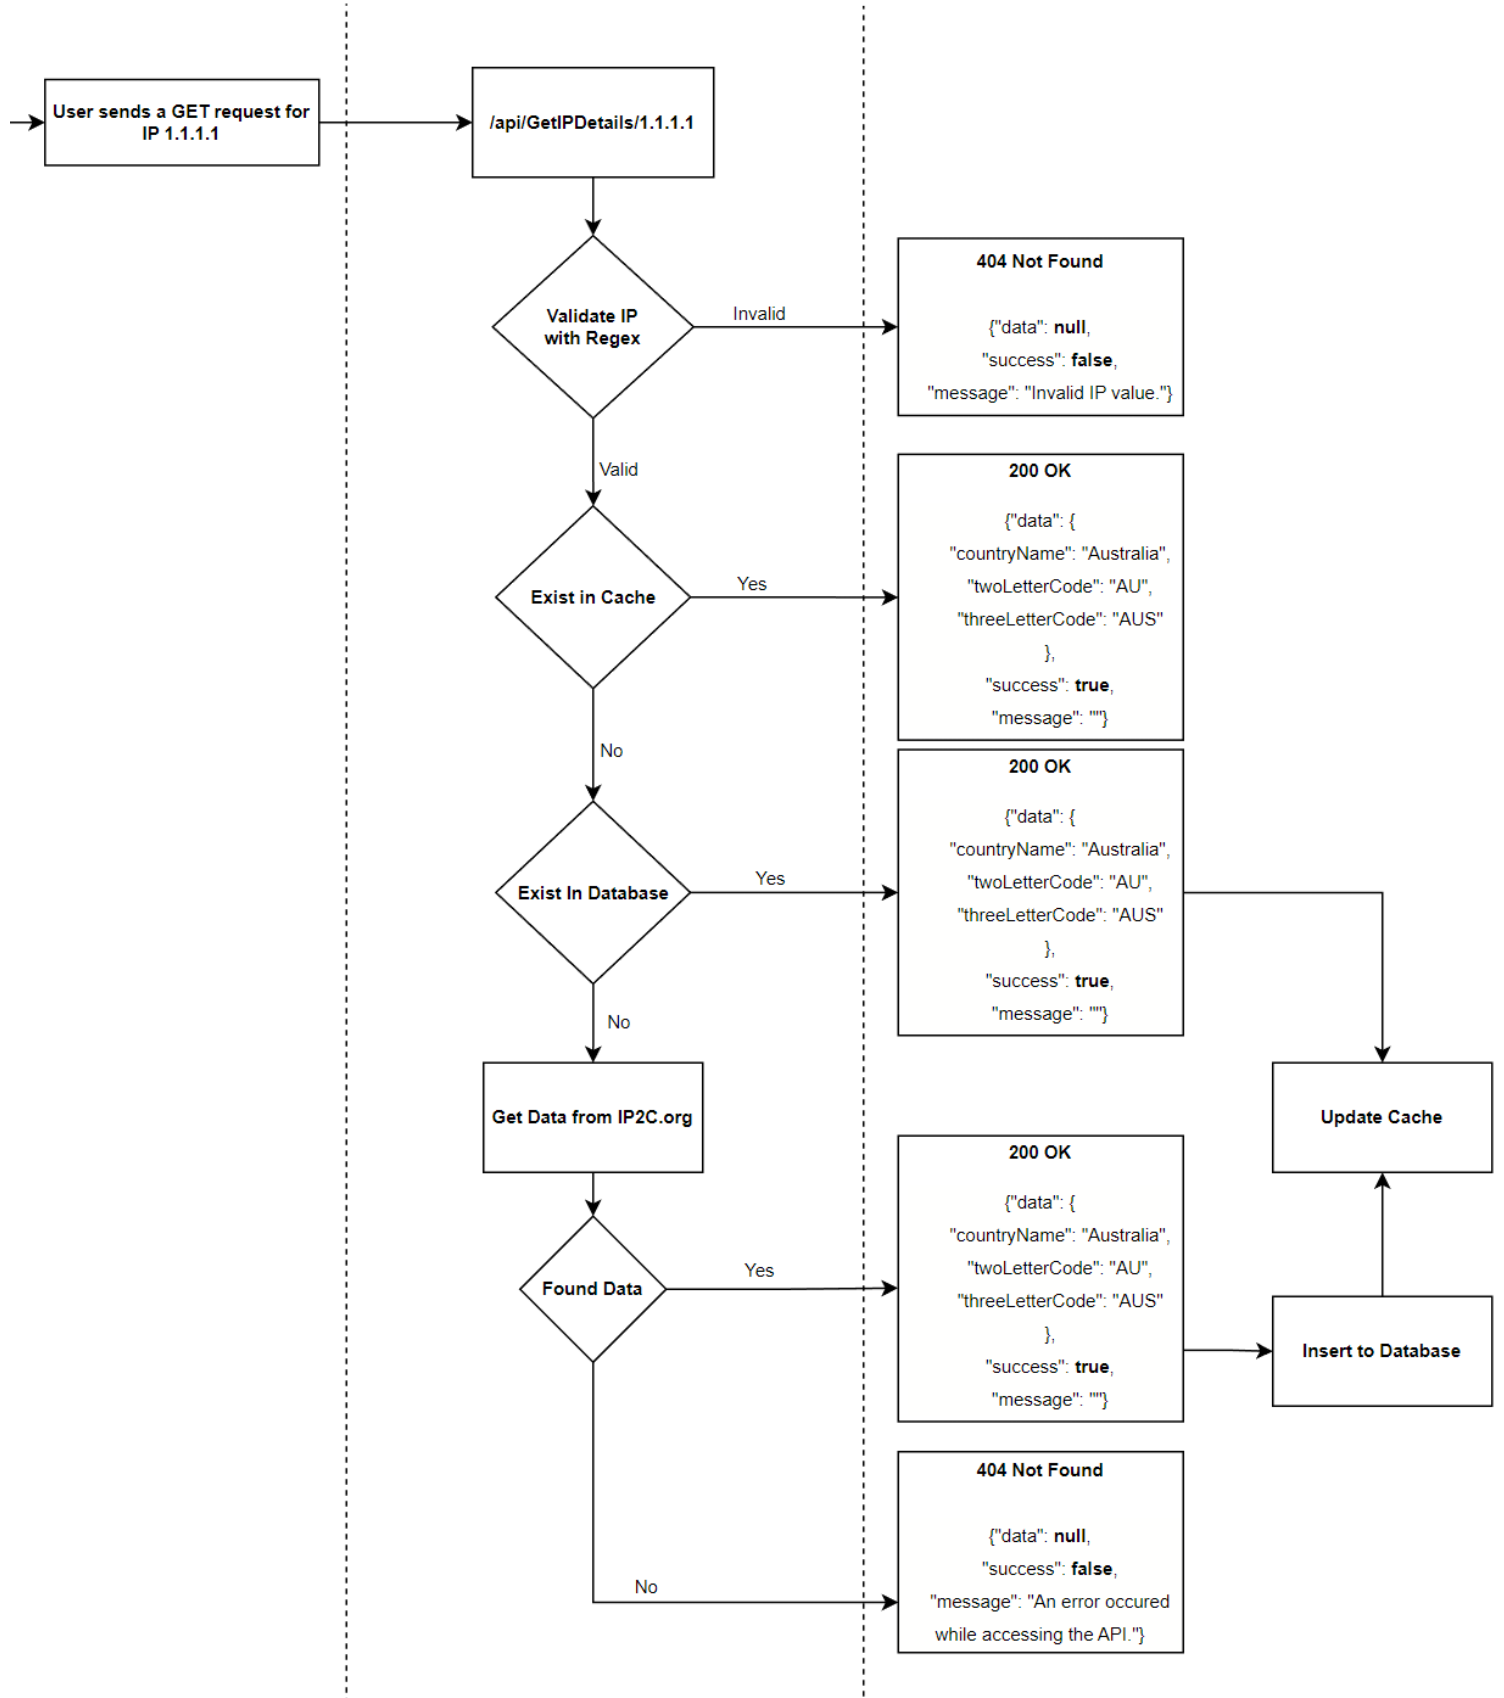 User sends a GET request for
IP 1.1.1.1
/api/GetIPDetails/1.1.1.1
Validate IP
with Regex
Invalid
404 Not Found
{"data": null,
"success": false,
"message": "Invalid IP value."}
Valid
Exist in Cache
Yes
200 OK
{"data": {
"countryName": "Australia",
"twoLetterCode": "AU",
"threeLetterCode": "AUS"
},
"success": true,
"message": ""}
No
Exist In Database
Yes
200 OK
{"data": {
"countryName": "Australia",
"twoLetterCode": "AU",
"threeLetterCode": "AUS"
},
"success": true,
"message": ""}
No
Get Data from IP2C.org
Update Cache
Found Data
Yes
200 OK
{"data": {
"countryName": "Australia",
"twoLetterCode": "AU",
"threeLetterCode": "AUS"
},
"success": true,
"message": ""}
Insert to Database
No
404 Not Found
{"data": null,
"success": false,
"message": "An error occured
while accessing the API."}